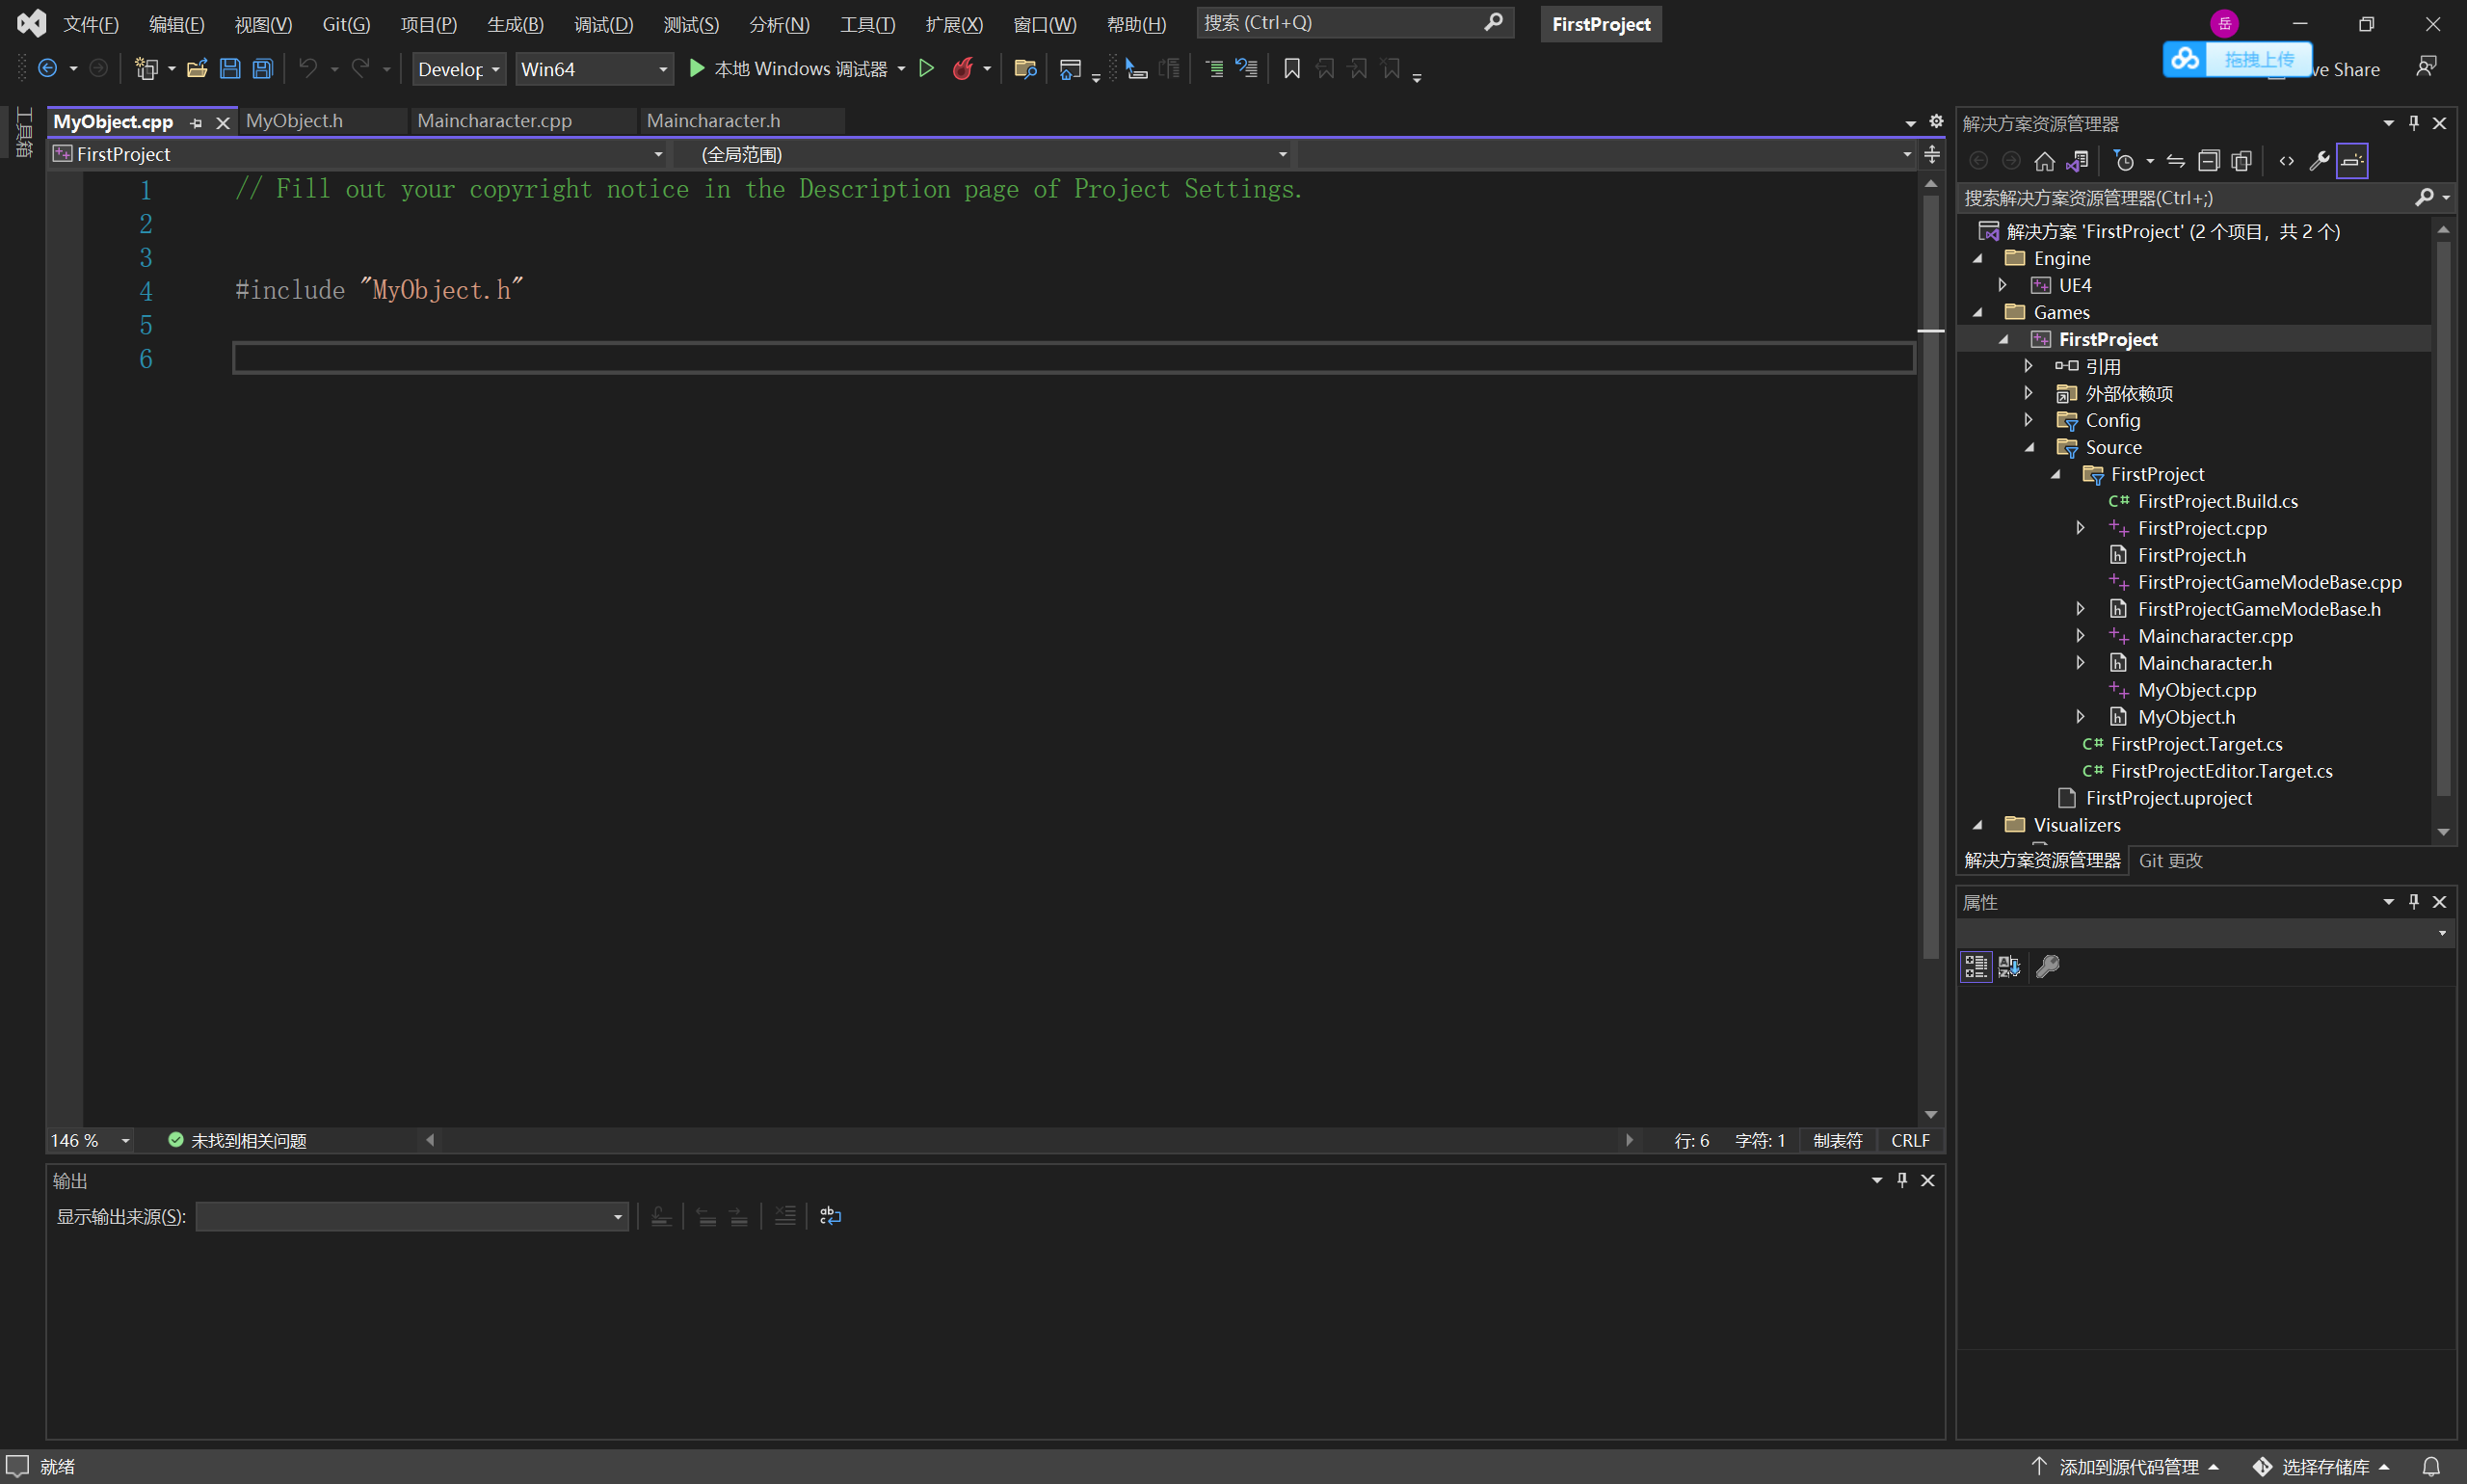 文件(F) 编辑(E) 视图(V) Git(G) 项目(P) 生成(B) 调试(D) 测试(S) 分析(N) 工具(T) 扩展(X) 窗口(W) 帮助(H) 搜索 (Ctrl+Q) FirstProject 岳
Develop Win64 本地 Windows 调试器 拖拽上传 ve Share
工具箱
MyObject.cpp MyObject.h Maincharacter.cpp Maincharacter.h
FirstProject (全局范围)
1 // Fill out your copyright notice in the Description page of Project Settings.
2
3
4 #include "MyObject.h"
5
6
146 % 未找到相关问题 行: 6 字符: 1 制表符 CRLF
输出
显示输出来源(S):
解决方案资源管理器
搜索解决方案资源管理器(Ctrl+;)
解决方案 'FirstProject' (2 个项目，共 2 个)
Engine
UE4
Games
FirstProject
引用
外部依赖项
Config
Source
FirstProject
C# FirstProject.Build.cs
FirstProject.cpp
FirstProject.h
FirstProjectGameModeBase.cpp
FirstProjectGameModeBase.h
Maincharacter.cpp
Maincharacter.h
MyObject.cpp
MyObject.h
C# FirstProject.Target.cs
C# FirstProjectEditor.Target.cs
FirstProject.uproject
Visualizers
解决方案资源管理器 Git 更改
属性
就绪 添加到源代码管理 选择存储库